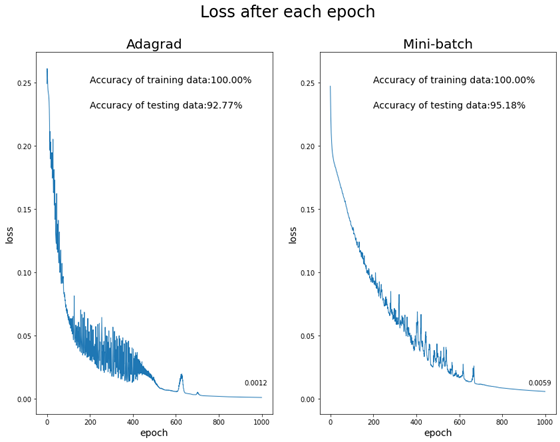 Loss after each epoch
Adagrad
Accuracy of training data:100.00%
Accuracy of testing data:92.77%
0.25
0.20
0.15
0.10
0.05
0.00
loss
0.0012
0
200
400
600
800
1000
epoch
Mini-batch
Accuracy of training data:100.00%
Accuracy of testing data:95.18%
0.25
0.20
0.15
0.10
0.05
0.00
loss
0.0059
0
200
400
600
800
1000
epoch